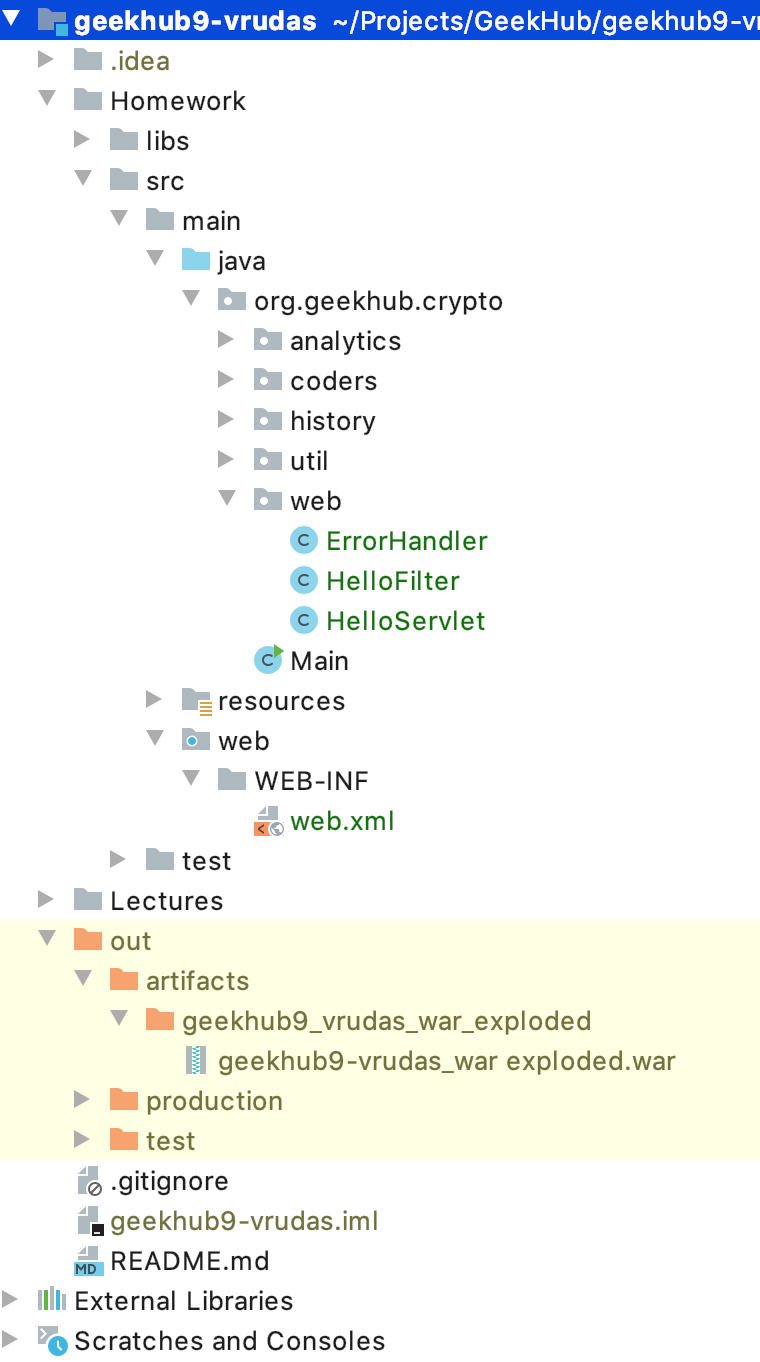 geekhub9-vrudas ~/Projects/GeekHub/geekhub9-vr
.idea
Homework
libs
src
main
java
org.geekhub.crypto
analytics
coders
history
util
web
C ErrorHandler
C HelloFilter
C HelloServlet
C Main
resources
web
WEB-INF
web.xml
test
Lectures
out
artifacts
geekhub9_vrudas_war_exploded
geekhub9-vrudas_war exploded.war
production
test
.gitignore
geekhub9-vrudas.iml
MD README.md
External Libraries
Scratches and Consoles